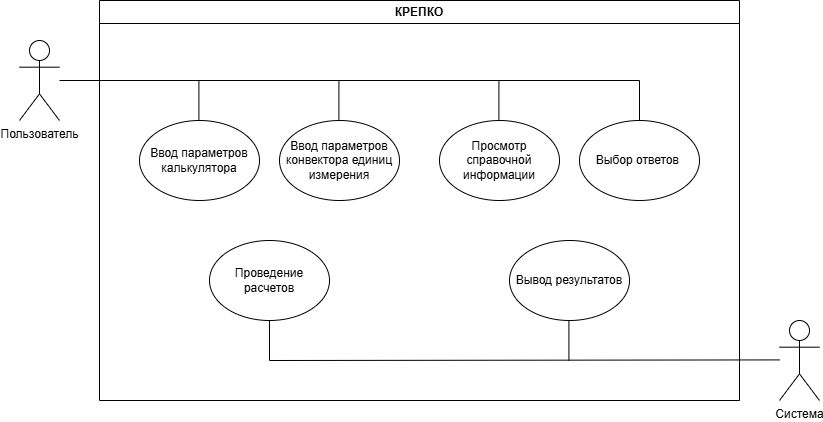 КРЕПКО
Пользователь
Ввод параметров
калькулятора
Ввод параметров
конвектора единиц
измерения
Просмотр
справочной
информации
Выбор ответов
Проведение
расчетов
Вывод результатов
Система